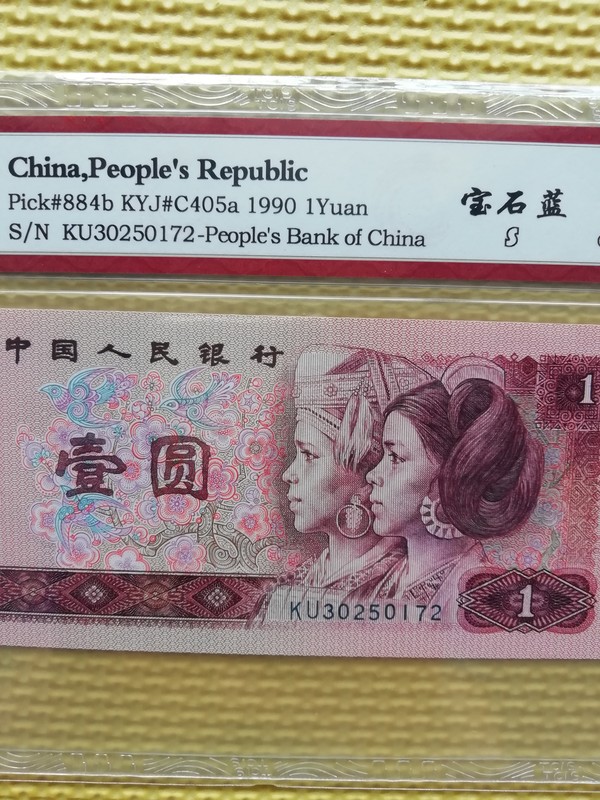 China,People's Republic
Pick#884b KYJ#C405a 1990 1Yuan
S/N KU30250172-People's Bank of China
宝石蓝
S
中国人民银行
1
壹圆
KU30250172
1